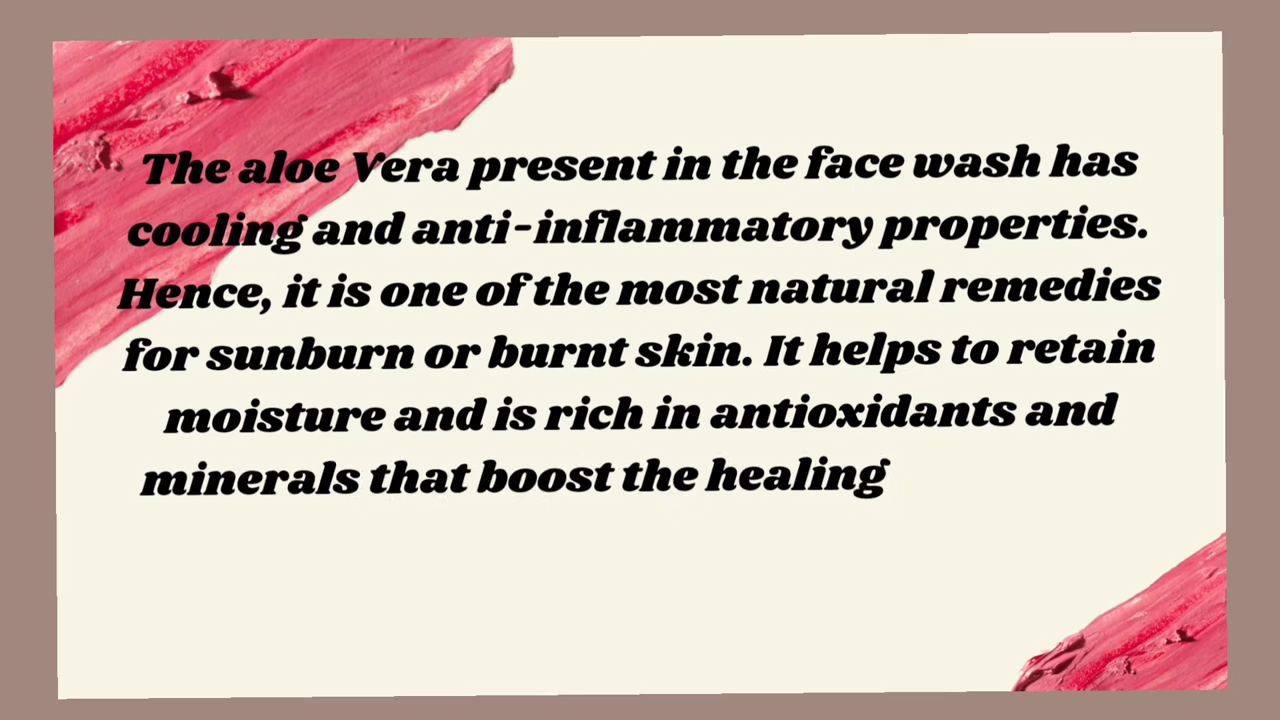 The aloe Vera present in the face wash has
cooling and anti-inflammatory properties.
Hence, it is one of the most natural remedies
for sunburn or burnt skin. It helps to retain
moisture and is rich in antioxidants and
minerals that boost the healing